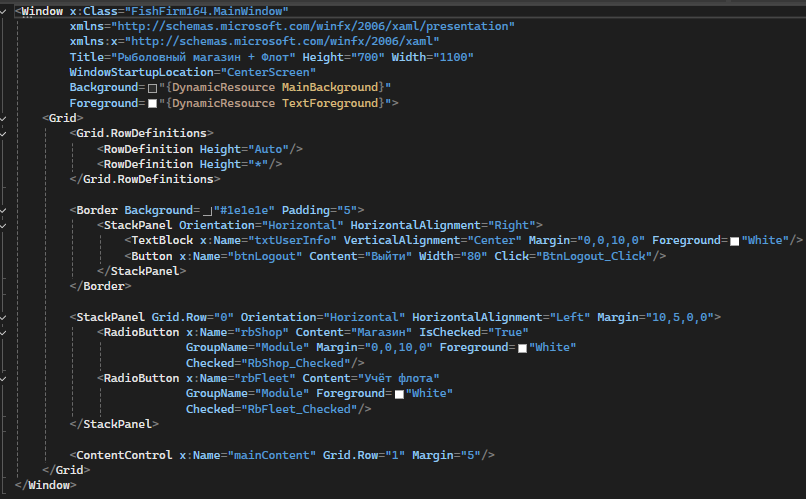 <Window x:Class="FishFirm164.MainWindow"
xmlns="http://schemas.microsoft.com/winfx/2006/xaml/presentation"
xmlns:x="http://schemas.microsoft.com/winfx/2006/xaml"
Title="Рыболовный магазин + Флот" Height="700" Width="1100"
WindowStartupLocation="CenterScreen"
Background="{DynamicResource MainBackground}"
Foreground="{DynamicResource TextForeground}">
<Grid>
<Grid.RowDefinitions>
<RowDefinition Height="Auto"/>
<RowDefinition Height="*"/>
</Grid.RowDefinitions>
<Border Background="#1e1e1e" Padding="5">
<StackPanel Orientation="Horizontal" HorizontalAlignment="Right">
<TextBlock x:Name="txtUserInfo" VerticalAlignment="Center" Margin="0,0,10,0" Foreground="White"/>
<Button x:Name="btnLogout" Content="Выйти" Width="80" Click="BtnLogout_Click"/>
</StackPanel>
</Border>
<StackPanel Grid.Row="0" Orientation="Horizontal" HorizontalAlignment="Left" Margin="10,5,0,0">
<RadioButton x:Name="rbShop" Content="Магазин" IsChecked="True"
GroupName="Module" Margin="0,0,10,0" Foreground="White"
Checked="RbShop_Checked"/>
<RadioButton x:Name="rbFleet" Content="Учёт флота"
GroupName="Module" Foreground="White"
Checked="RbFleet_Checked"/>
</StackPanel>
<ContentControl x:Name="mainContent" Grid.Row="1" Margin="5"/>
</Grid>
</Window>